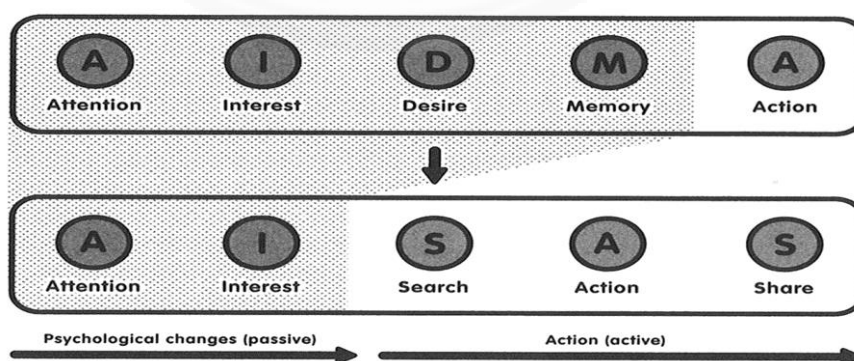 A I D M A
Attention Interest Desire Memory Action
A I S A S
Attention Interest Search Action Share
Psychological changes (passive) Action (active)